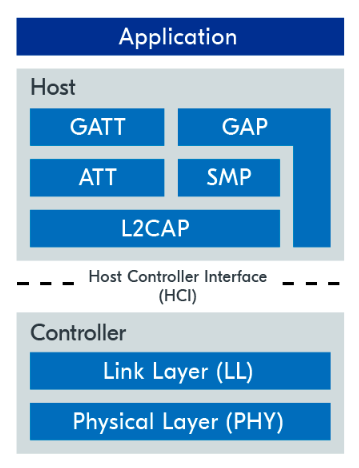 Application
Host
GATT
GAP
ATT
SMP
L2CAP
Host Controller Interface
(HCI)
Controller
Link Layer (LL)
Physical Layer (PHY)